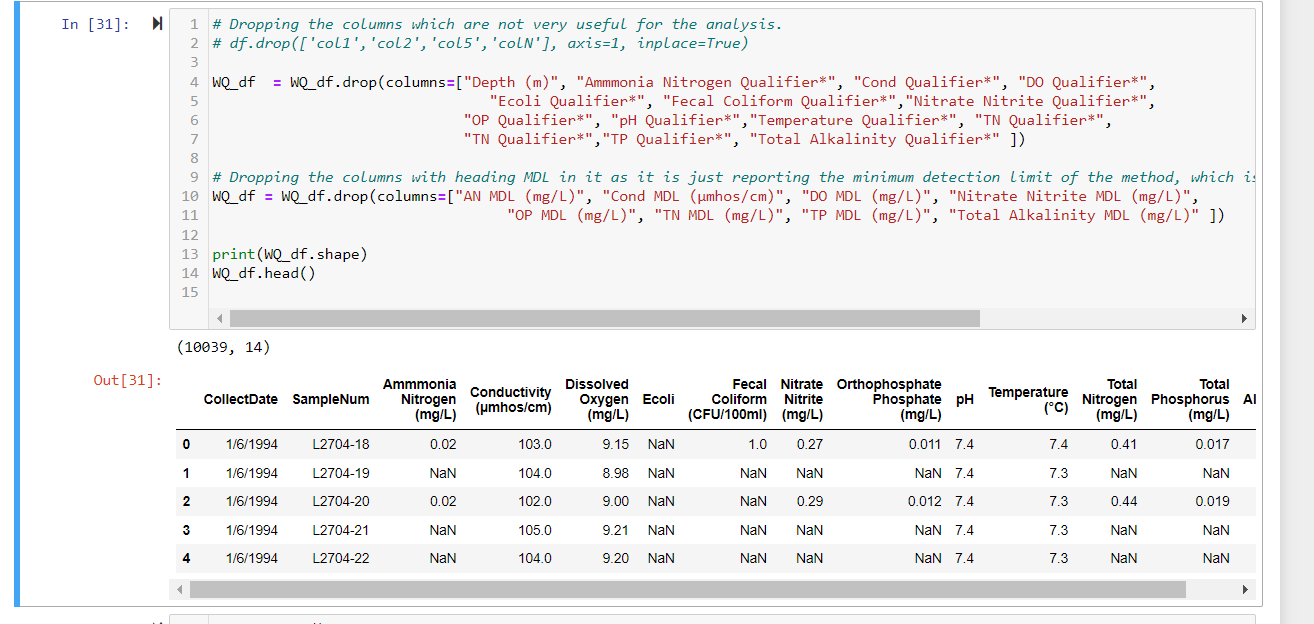 In [31]:
1 # Dropping the columns which are not very useful for the analysis.
2 # df.drop(['col1','col2','col5','colN'], axis=1, inplace=True)
3
4 WQ_df  = WQ_df.drop(columns=["Depth (m)", "Ammmonia Nitrogen Qualifier*", "Cond Qualifier*", "DO Qualifier*",
5 "Ecoli Qualifier*", "Fecal Coliform Qualifier*","Nitrate Nitrite Qualifier*",
6 "OP Qualifier*", "pH Qualifier*","Temperature Qualifier*", "TN Qualifier*",
7 "TN Qualifier*","TP Qualifier*", "Total Alkalinity Qualifier*" ])
8
9 # Dropping the columns with heading MDL in it as it is just reporting the minimum detection limit of the method, which is
10 WQ_df = WQ_df.drop(columns=["AN MDL (mg/L)", "Cond MDL (µmhos/cm)", "DO MDL (mg/L)", "Nitrate Nitrite MDL (mg/L)",
11 "OP MDL (mg/L)", "TN MDL (mg/L)", "TP MDL (mg/L)", "Total Alkalinity MDL (mg/L)" ])
12
13 print(WQ_df.shape)
14 WQ_df.head()
15
(10039, 14)
Out[31]:
CollectDate SampleNum Ammmonia Nitrogen (mg/L) Conductivity (µmhos/cm) Dissolved Oxygen (mg/L) Ecoli Fecal Coliform (CFU/100ml) Nitrate Nitrite (mg/L) Orthophosphate Phosphate (mg/L) pH Temperature (°C) Total Nitrogen (mg/L) Total Phosphorus (mg/L) Al
0 1/6/1994 L2704-18 0.02 103.0 9.15 NaN 1.0 0.27 0.011 7.4 7.4 0.41 0.017
1 1/6/1994 L2704-19 NaN 104.0 8.98 NaN NaN NaN NaN 7.4 7.3 NaN NaN
2 1/6/1994 L2704-20 0.02 102.0 9.00 NaN NaN 0.29 0.012 7.4 7.3 0.44 0.019
3 1/6/1994 L2704-21 NaN 105.0 9.21 NaN NaN NaN NaN 7.4 7.3 NaN NaN
4 1/6/1994 L2704-22 NaN 104.0 9.20 NaN NaN NaN NaN 7.4 7.3 NaN NaN